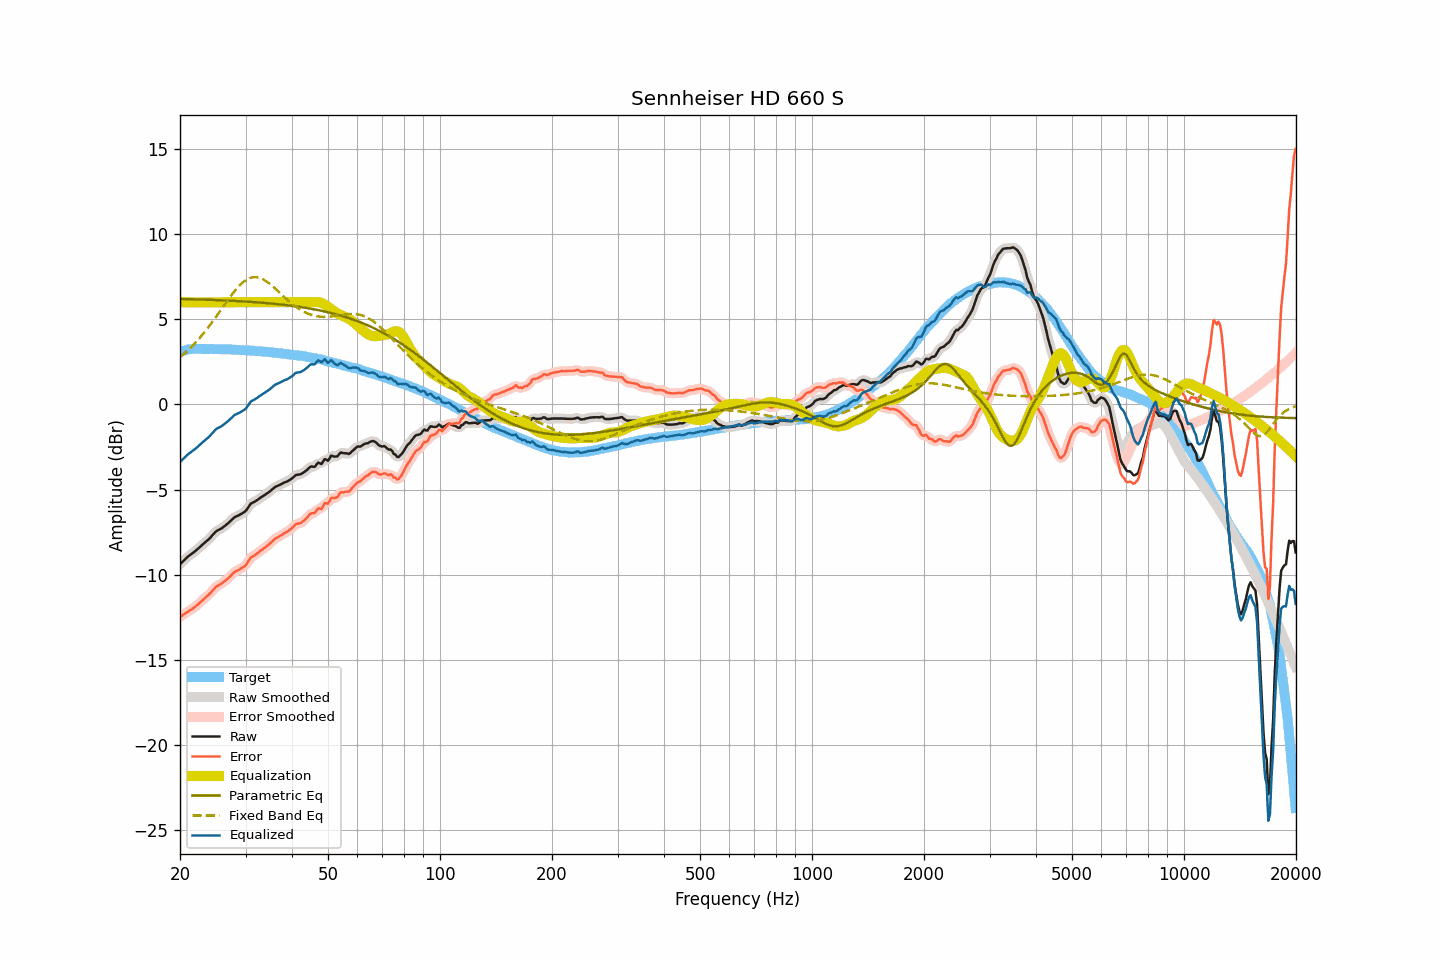 Sennheiser HD 660 S
Amplitude (dBr)
15
10
5
0
−5
−10
−15
−20
−25
Target
Raw Smoothed
Error Smoothed
Raw
Error
Equalization
Parametric Eq
Fixed Band Eq
Equalized
20 50 100 200 500 1000 2000 5000 10000 20000
Frequency (Hz)